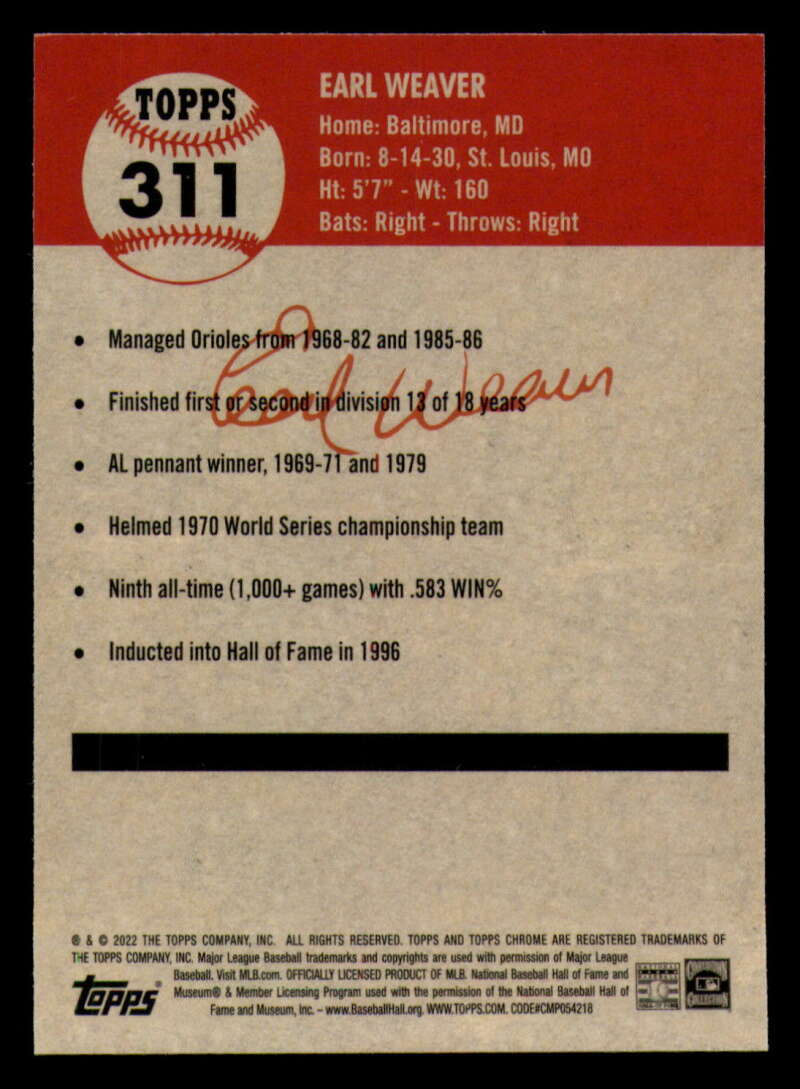 TOPPS
311
EARL WEAVER
Home: Baltimore, MD
Born: 8-14-30, St. Louis, MO
Ht: 5'7" - Wt: 160
Bats: Right - Throws: Right
• Managed Orioles from 1968-82 and 1985-86
Earl Weaver
• Finished first or second in division 13 of 18 years
• AL pennant winner, 1969-71 and 1979
• Helmed 1970 World Series championship team
• Ninth all-time (1,000+ games) with .583 WIN%
• Inducted into Hall of Fame in 1996
® & © 2022 THE TOPPS COMPANY, INC. ALL RIGHTS RESERVED. TOPPS AND TOPPS CHROME ARE REGISTERED TRADEMARKS OF
THE TOPPS COMPANY, INC. Major League Baseball trademarks and copyrights are used with permission of Major League
Baseball. Visit MLB.com. OFFICIALLY LICENSED PRODUCT OF MLB. National Baseball Hall of Fame and
Museum® & Member Licensing Program used with the permission of the National Baseball Hall of
Fame and Museum, Inc. – www.BaseballHall.org. WWW.TOPPS.COM. CODE#CMP054218
Topps®
HALL OF FAME